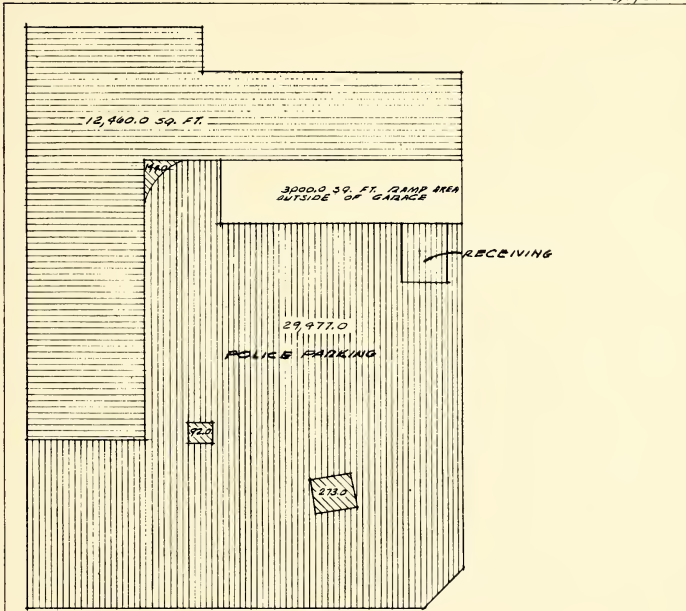 12,460.0 SQ. FT.
3000.0 SQ. FT. RAMP AREA
OUTSIDE OF GARAGE
RECEIVING
29,477.0
POLICE PARKING
92.0
273.0